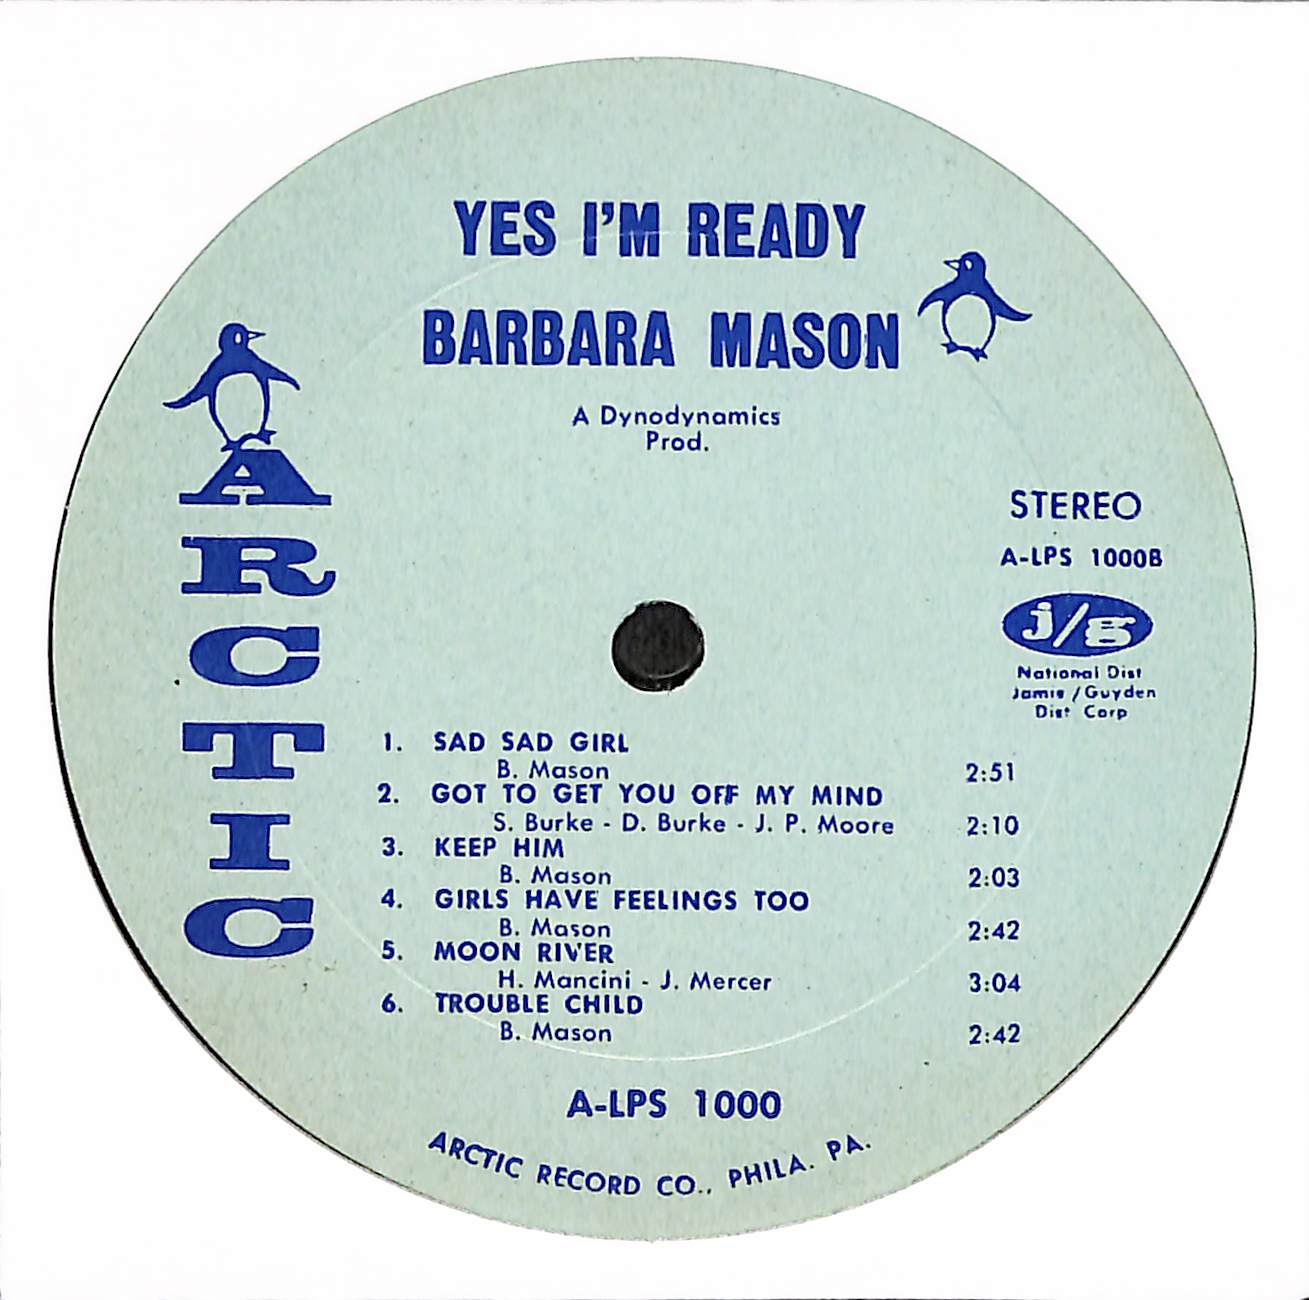 YES I'M READY
BARBARA MASON
A Dynodynamics
Prod.
ARCTIC
STEREO
A-LPS 1000B
j/g
National Dist
Jamie/Guyden
Dist Corp
1. SAD SAD GIRL
B. Mason 2:51
2. GOT TO GET YOU OFF MY MIND
S. Burke - D. Burke - J. P. Moore 2:10
3. KEEP HIM
B. Mason 2:03
4. GIRLS HAVE FEELINGS TOO
B. Mason 2:42
5. MOON RIVER
H. Mancini - J. Mercer 3:04
6. TROUBLE CHILD
B. Mason 2:42
A-LPS 1000
ARCTIC RECORD CO., PHILA. PA.